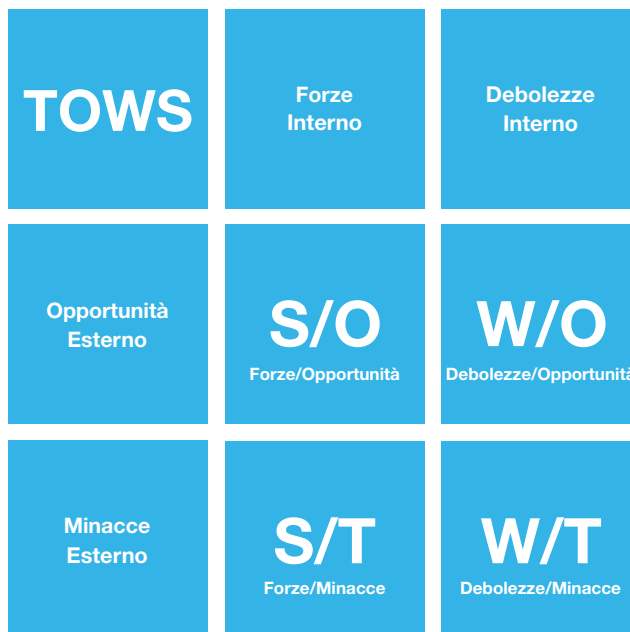 TOWS
Forze
Interno
Debolezze
Interno
Opportunità
Esterno
S/O
Forze/Opportunità
W/O
Debolezze/Opportunità
Minacce
Esterno
S/T
Forze/Minacce
W/T
Debolezze/Minacce